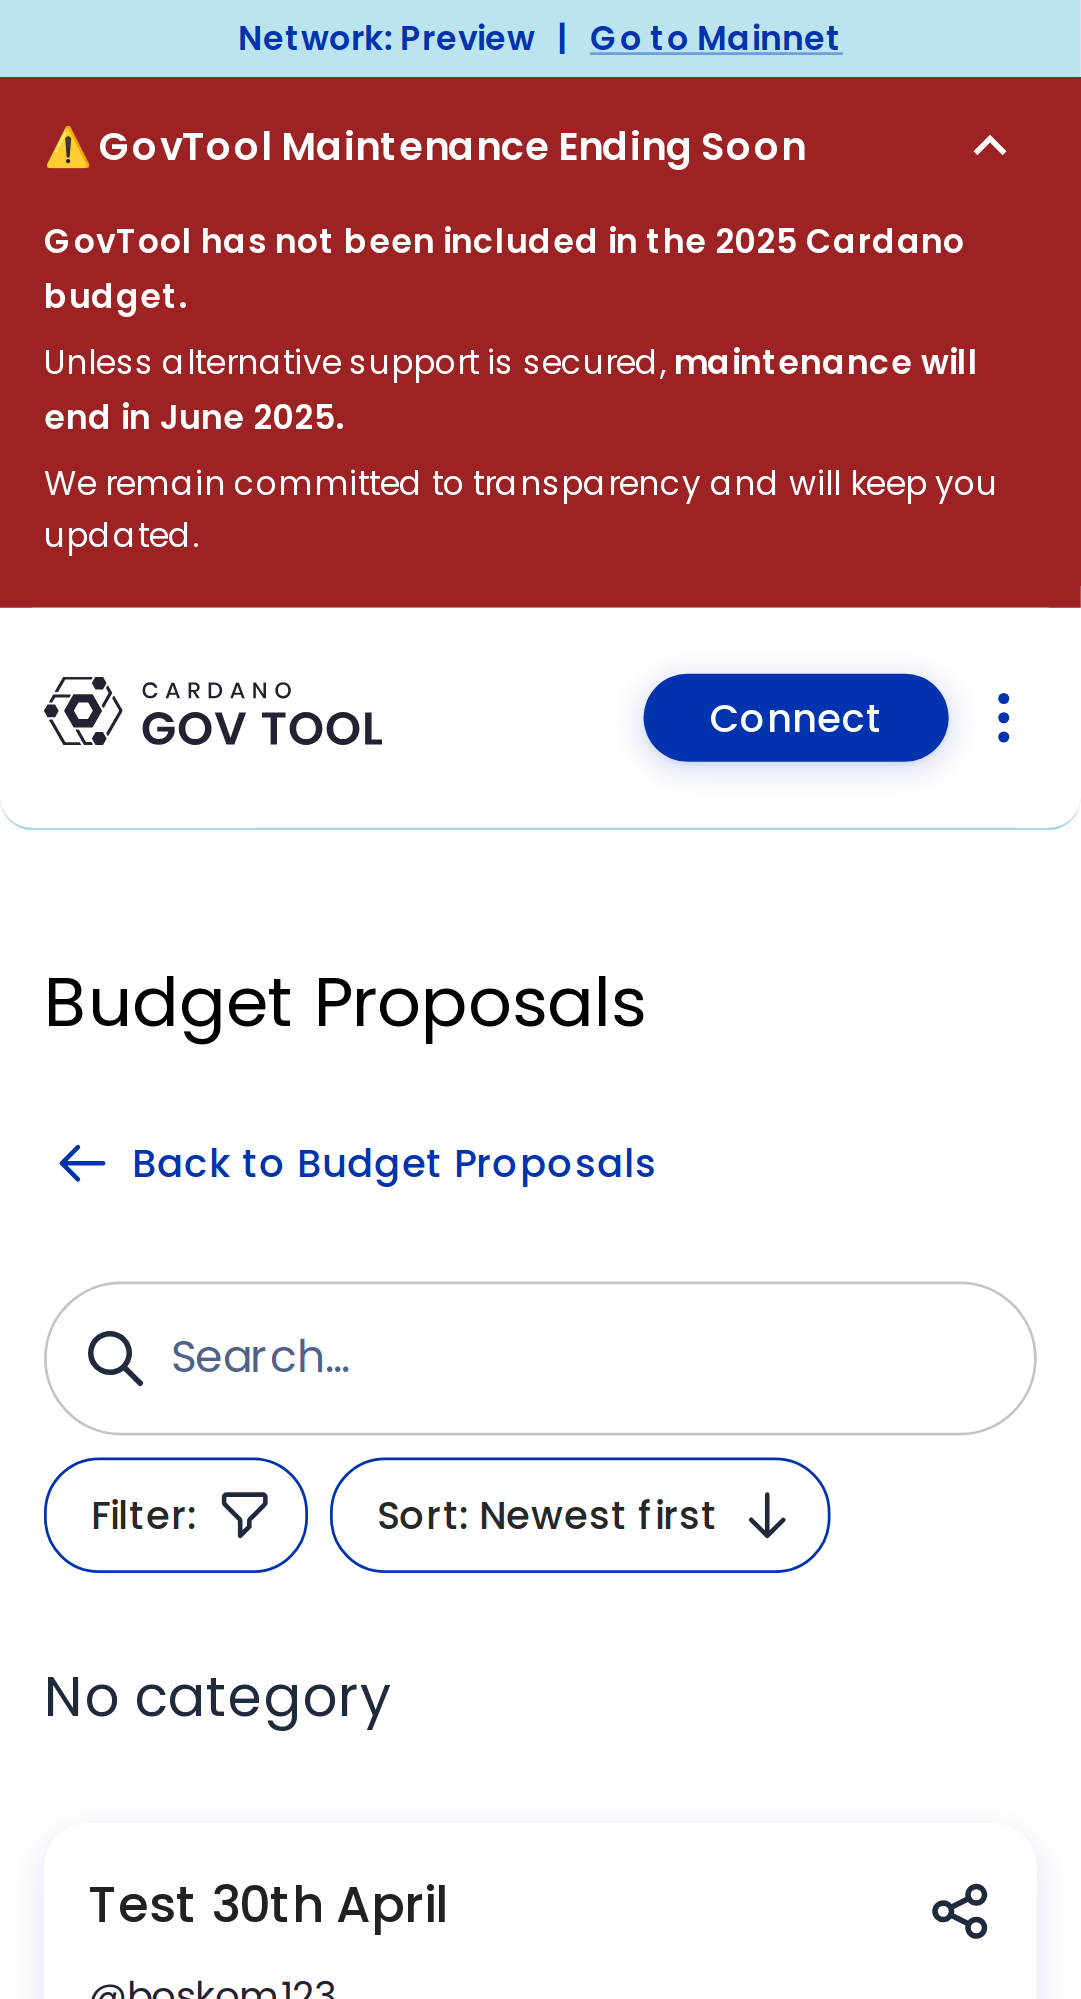 Network: Preview | Go to Mainnet
⚠️ GovTool Maintenance Ending Soon
GovTool has not been included in the 2025 Cardano
budget.
Unless alternative support is secured, maintenance will
end in June 2025.
We remain committed to transparency and will keep you
updated.
CARDANO
GOV TOOL
Connect
Budget Proposals
Back to Budget Proposals
Search...
Filter:
Sort: Newest first
No category
Test 30th April
@boskom123